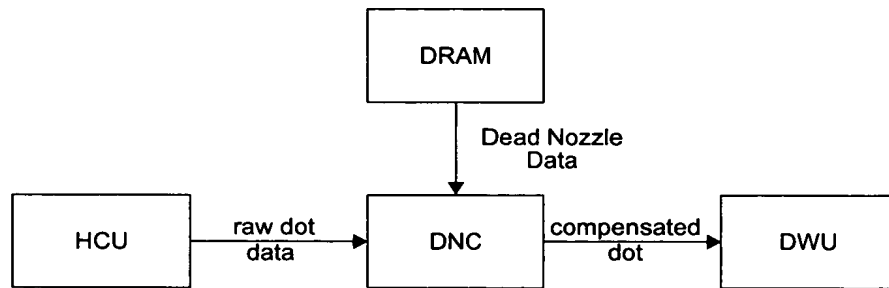 DRAM
Dead Nozzle
Data
HCU
raw dot
data
DNC
compensated
dot
DWU